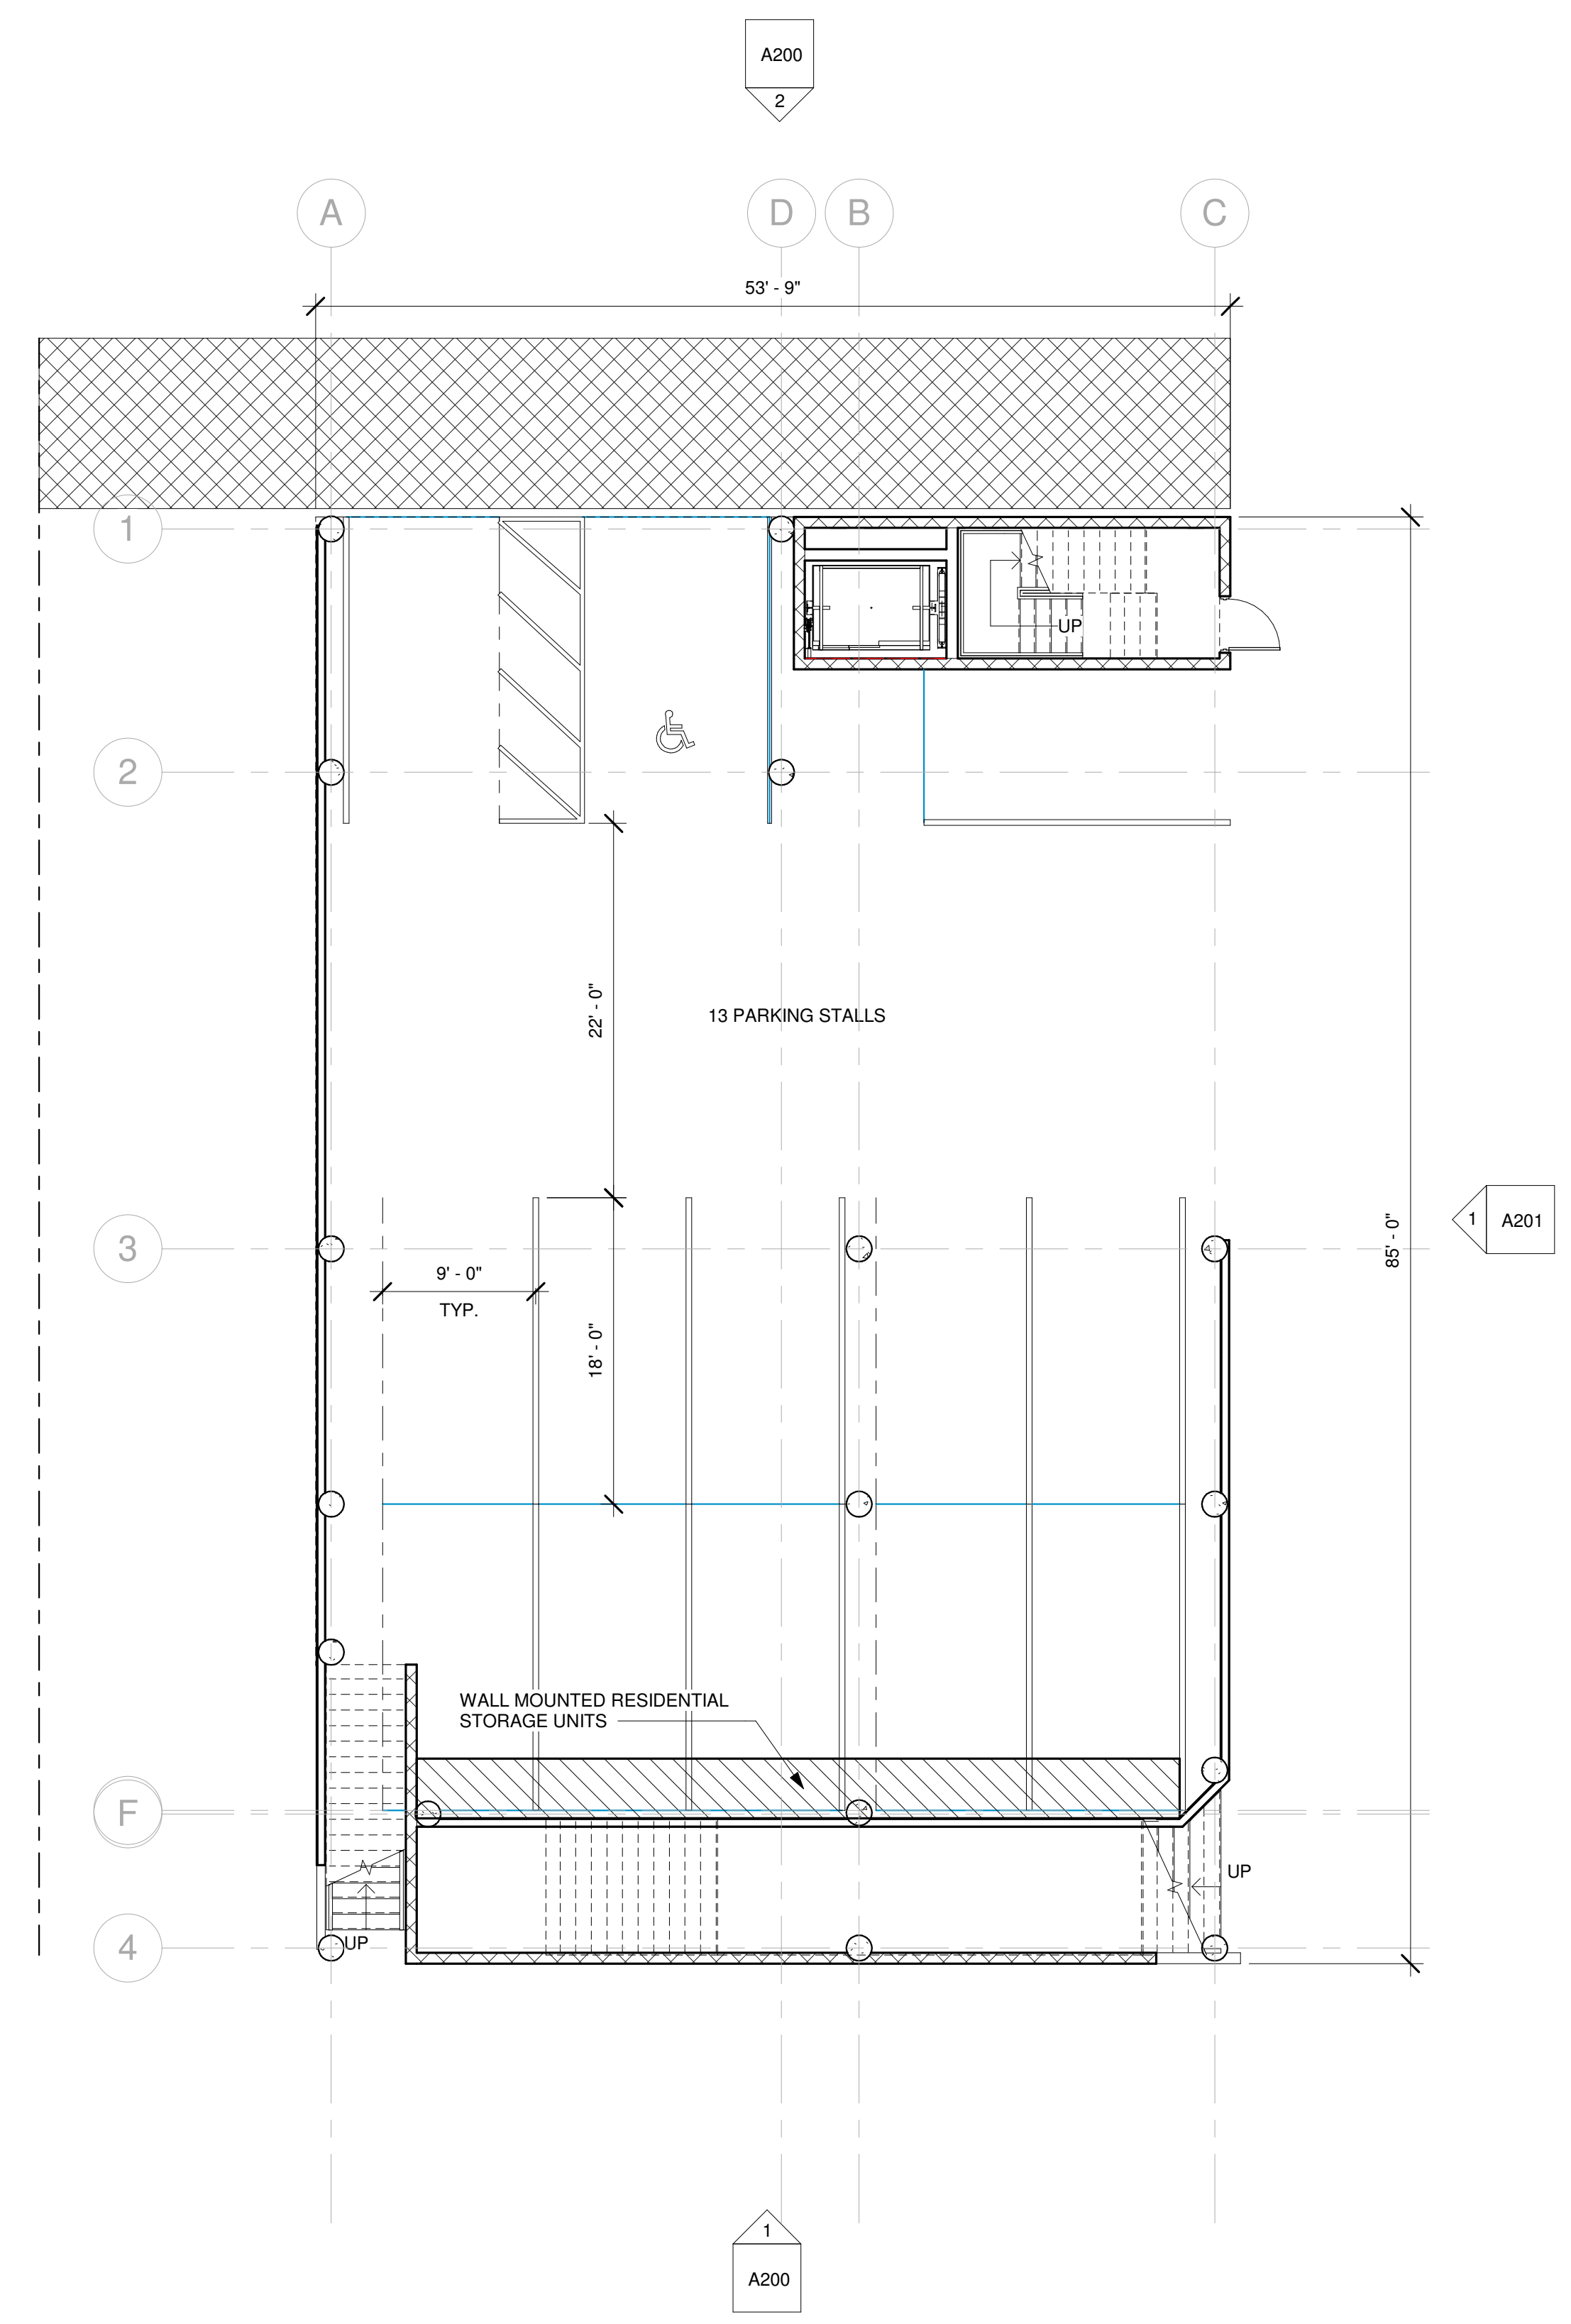 A200
2
A
D
B
C
53' - 9"
1
UP
2
22' - 0"
13 PARKING STALLS
3
1
A201
85' - 0"
9' - 0"
TYP.
18' - 0"
WALL MOUNTED RESIDENTIAL
STORAGE UNITS
F
UP
4
UP
1
A200